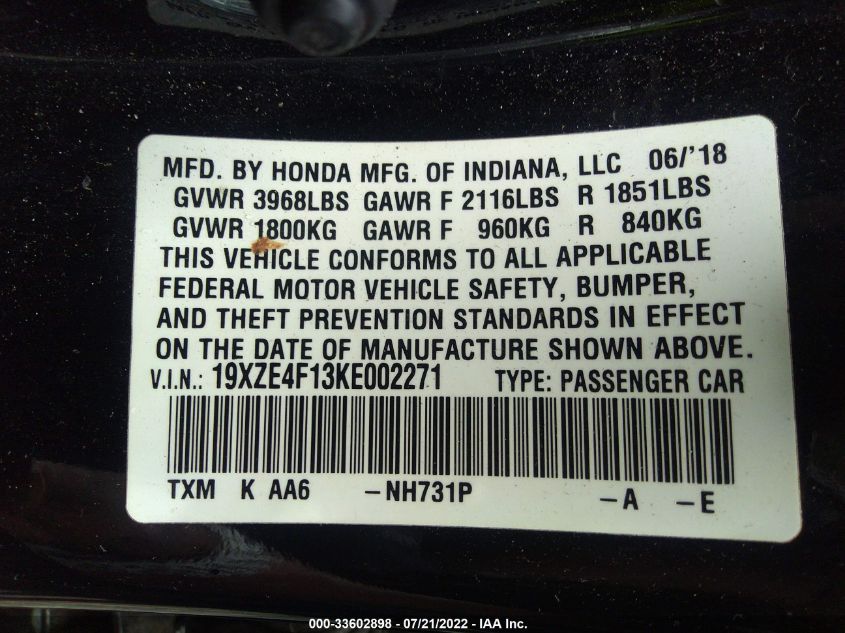 MFD. BY HONDA MFG. OF INDIANA, LLC 06/'18
GVWR 3968LBS GAWR F 2116LBS R 1851LBS
GVWR 1800KG GAWR F 960KG R 840KG
THIS VEHICLE CONFORMS TO ALL APPLICABLE
FEDERAL MOTOR VEHICLE SAFETY, BUMPER,
AND THEFT PREVENTION STANDARDS IN EFFECT
ON THE DATE OF MANUFACTURE SHOWN ABOVE.
V.I.N.: 19XZE4F13KE002271 TYPE: PASSENGER CAR
TXM K AA6 -NH731P -A -E
000-33602898 - 07/21/2022 - IAA Inc.